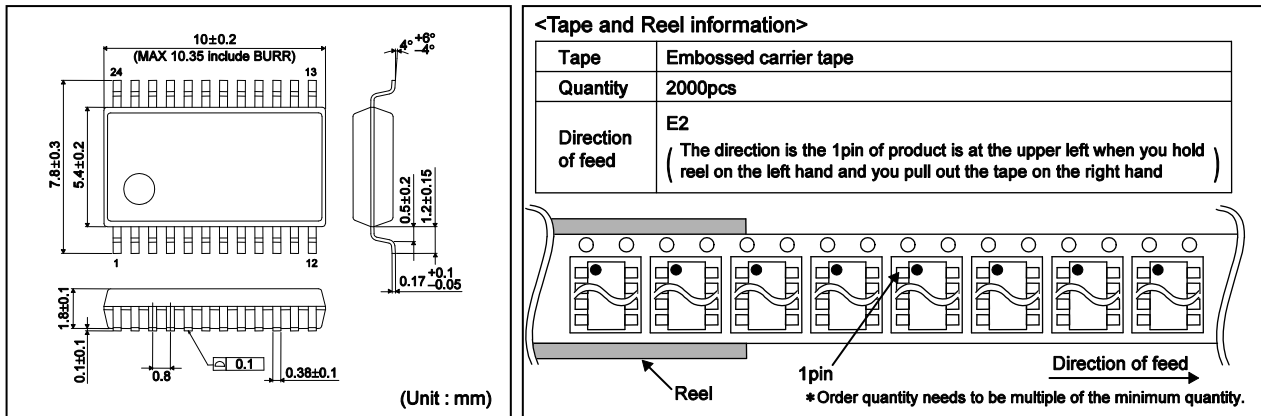 10±0.2
(MAX 10.35 include BURR)
24 13
7.8±0.3
5.4±0.2
1 12
4° +6° −4°
0.5±0.2
1.2±0.15
0.17 +0.1 −0.05
1.8±0.1
0.1±0.1
0.8
0.1
0.38±0.1
(Unit : mm)
<Tape and Reel information>
Tape Embossed carrier tape
Quantity 2000pcs
Direction of feed
E2
The direction is the 1pin of product is at the upper left when you hold
reel on the left hand and you pull out the tape on the right hand
Reel
1pin
Direction of feed
*Order quantity needs to be multiple of the minimum quantity.